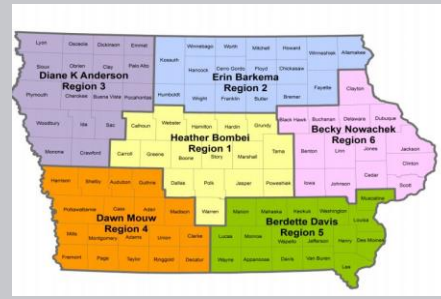 Lyon Osceola Dickinson Emmet
Sioux Obrien Clay Palo Alto
Diane K Anderson
Region 3
Plymouth Cherokee Buena Vista Pocahontas
Woodbury Ida Sac
Monona Crawford
Kossuth Winnebago Worth Mitchell Howard Winneshiek Allamakee
Hancock Cerro Gordo Floyd Chickasaw
Erin Barkema
Region 2
Humboldt Wright Franklin Butler Bremer Fayette
Clayton
Calhoun Webster Hamilton Hardin Grundy
Heather Bombei
Region 1
Carroll Greene Boone Story Marshall Tama
Dallas Polk Jasper Poweshiek
Warren
Black Hawk Buchanan Delaware Dubuque
Becky Nowachek
Region 6
Benton Linn Jones Jackson
Clinton
Cedar
Iowa Johnson Scott
Harrison Shelby Audubon Guthrie
Pottawattamie Cass Adair Madison
Dawn Mouw
Region 4
Mills Montgomery Adams Union Clarke
Fremont Page Taylor Ringgold Decatur
Muscatine
Marion Mahaska Keokuk Washington
Louisa
Berdette Davis
Region 5
Lucas Monroe Wapello Jefferson Henry Des Moines
Wayne Appanoose Davis Van Buren
Lee